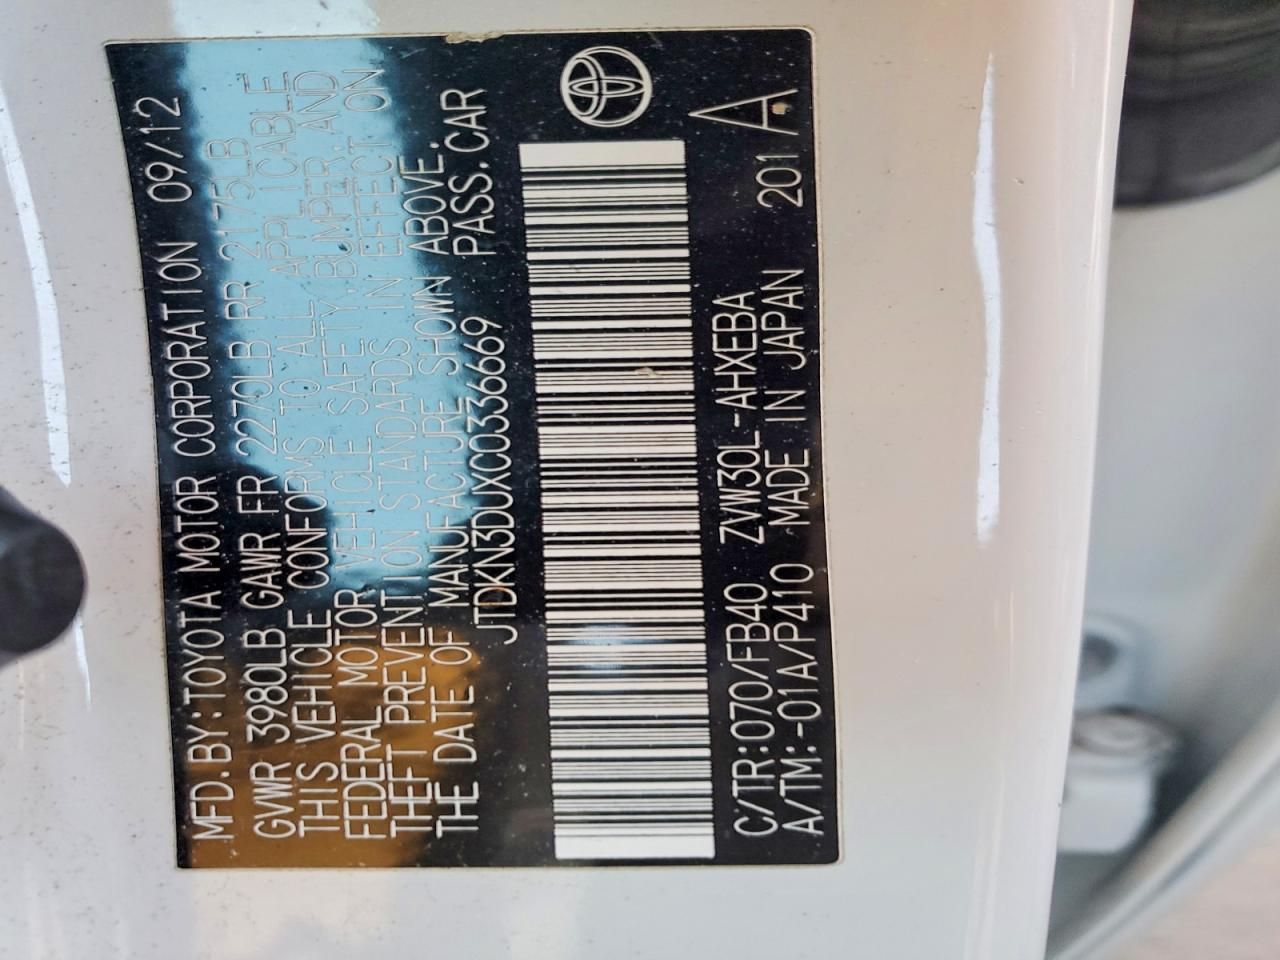 MFD.BY:TOYOTA MOTOR CORPORATION 09/12
GVWR 3980LB GAWR FR 2270LB RR 2175LB
THIS VEHICLE CONFORMS TO ALL APPLICABLE
FEDERAL MOTOR VEHICLE SAFETY,BUMPER,AND
THEFT PREVENTION STANDARDS IN EFFECT ON
THE DATE OF MANUFACTURE SHOWN ABOVE.
JTDKN3DUXC0336669 PASS.CAR
C/TR:070/FB40 ZVW30L-AHXEBA
A/TM:-01A/P410 MADE IN JAPAN 201 A